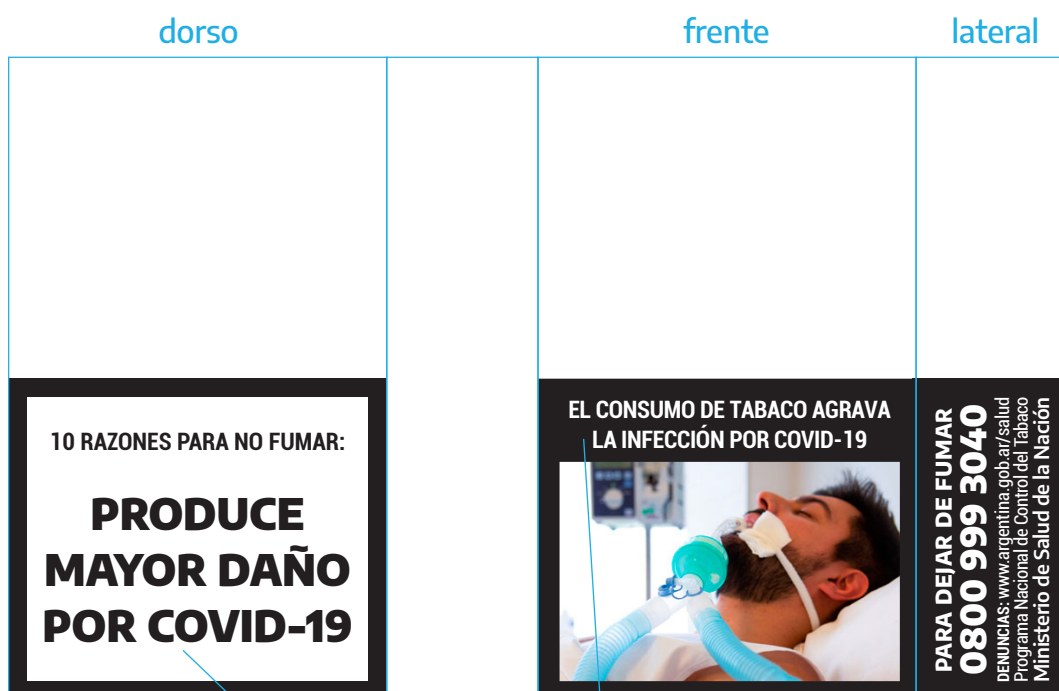 dorso
frente
lateral
10 RAZONES PARA NO FUMAR:
PRODUCE
MAYOR DAÑO
POR COVID-19
EL CONSUMO DE TABACO AGRAVA
LA INFECCIÓN POR COVID-19
PARA DEJAR DE FUMAR
0800 999 3040
DENUNCIAS: www.argentina.gob.ar/salud
Programa Nacional de Control del Tabaco
Ministerio de Salud de la Nación